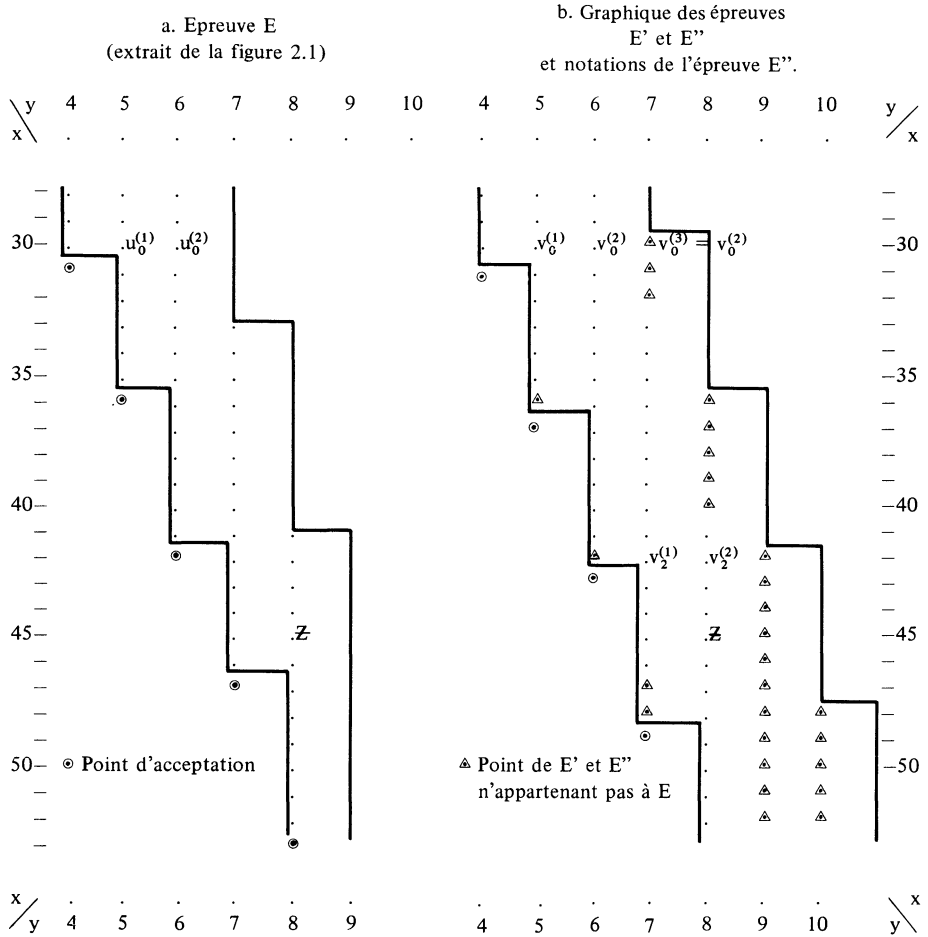 a. Epreuve E
(extrait de la figure 2.1)
b. Graphique des épreuves
E' et E”
et notations de l'épreuve E”.
y 4 5 6 7 8 9 10
x
4 5 6 7 8 9 10 y
x
30 u₀⁽¹⁾ u₀⁽²⁾
35
40
45 Z
50
Point d'acceptation
v₀⁽¹⁾ v₀⁽²⁾ v₀⁽³⁾ = v₀⁽²⁾ 30
35
40
v₂⁽¹⁾ v₂⁽²⁾
Z 45
50
Point de E' et E”
n'appartenant pas à E
x
y 4 5 6 7 8 9
x
4 5 6 7 8 9 10 y